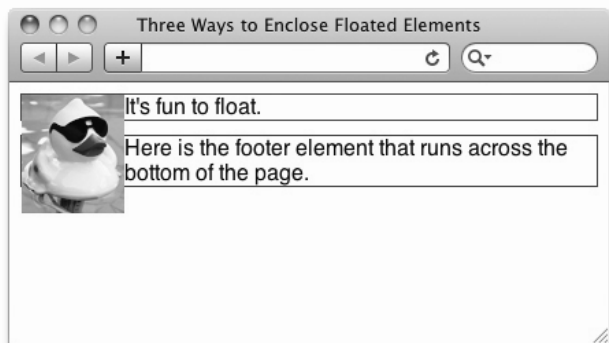 Three Ways to Enclose Floated Elements
It's fun to float.
Here is the footer element that runs across the
bottom of the page.